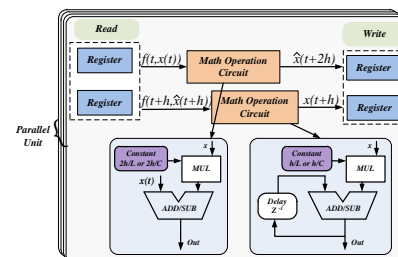 Read
Write
Register
f(t,x(t))
Math Operation
Circuit
x̂(t+2h)
Register
Register
f(t+h,x̂(t+h)
Math Operation
Circuit
x(t+h)
Register
Parallel
Unit
x
Constant
2h/L or 2h/C
MUL
x(t)
ADD/SUB
Out
x
Constant
h/L or h/C
MUL
Delay
Z⁻¹
ADD/SUB
Out